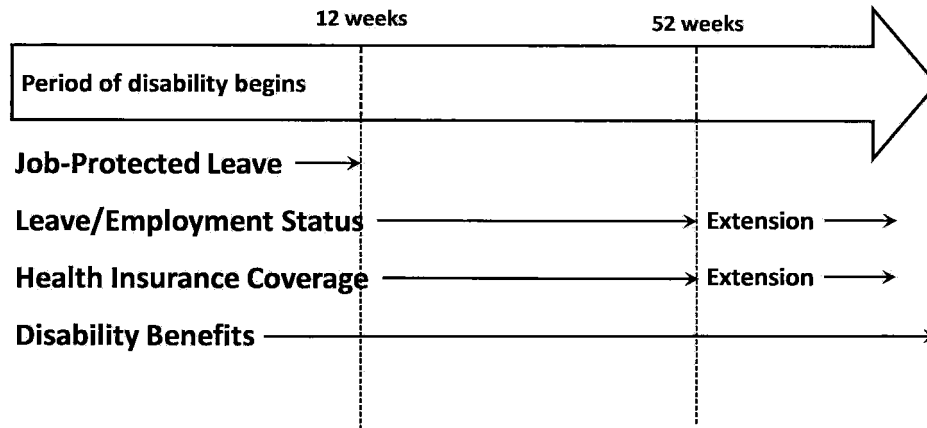 12 weeks
52 weeks
Period of disability begins
Job-Protected Leave
Leave/Employment Status
Extension
Health Insurance Coverage
Extension
Disability Benefits